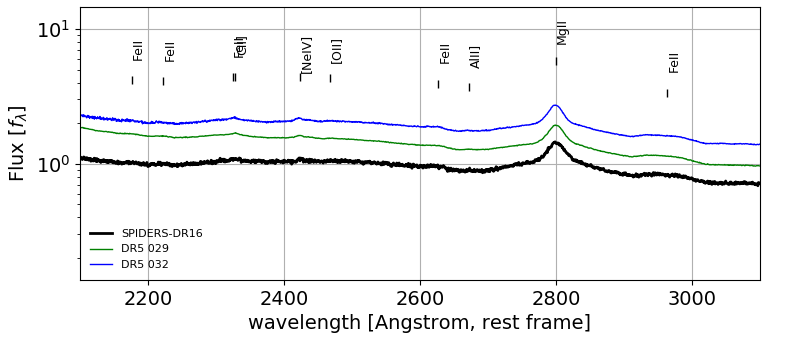 10¹
10⁰
Flux [fλ]
FeII
FeII
FeII
CII]
[NeIV]
[OII]
FeII
AlII]
MgII
FeII
SPIDERS-DR16
DR5 029
DR5 032
2200 2400 2600 2800 3000
wavelength [Angstrom, rest frame]